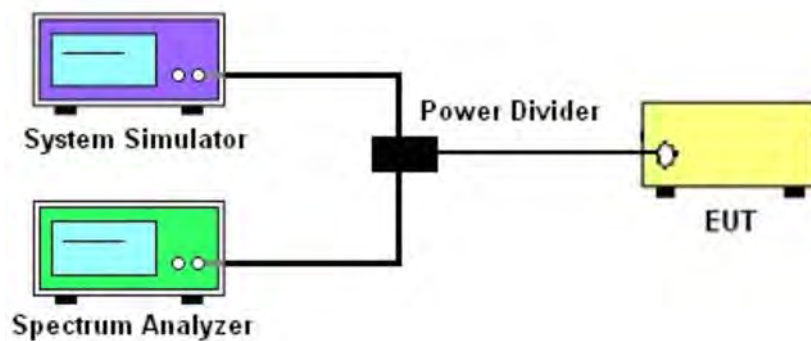 System Simulator
Power Divider
EUT
Spectrum Analyzer